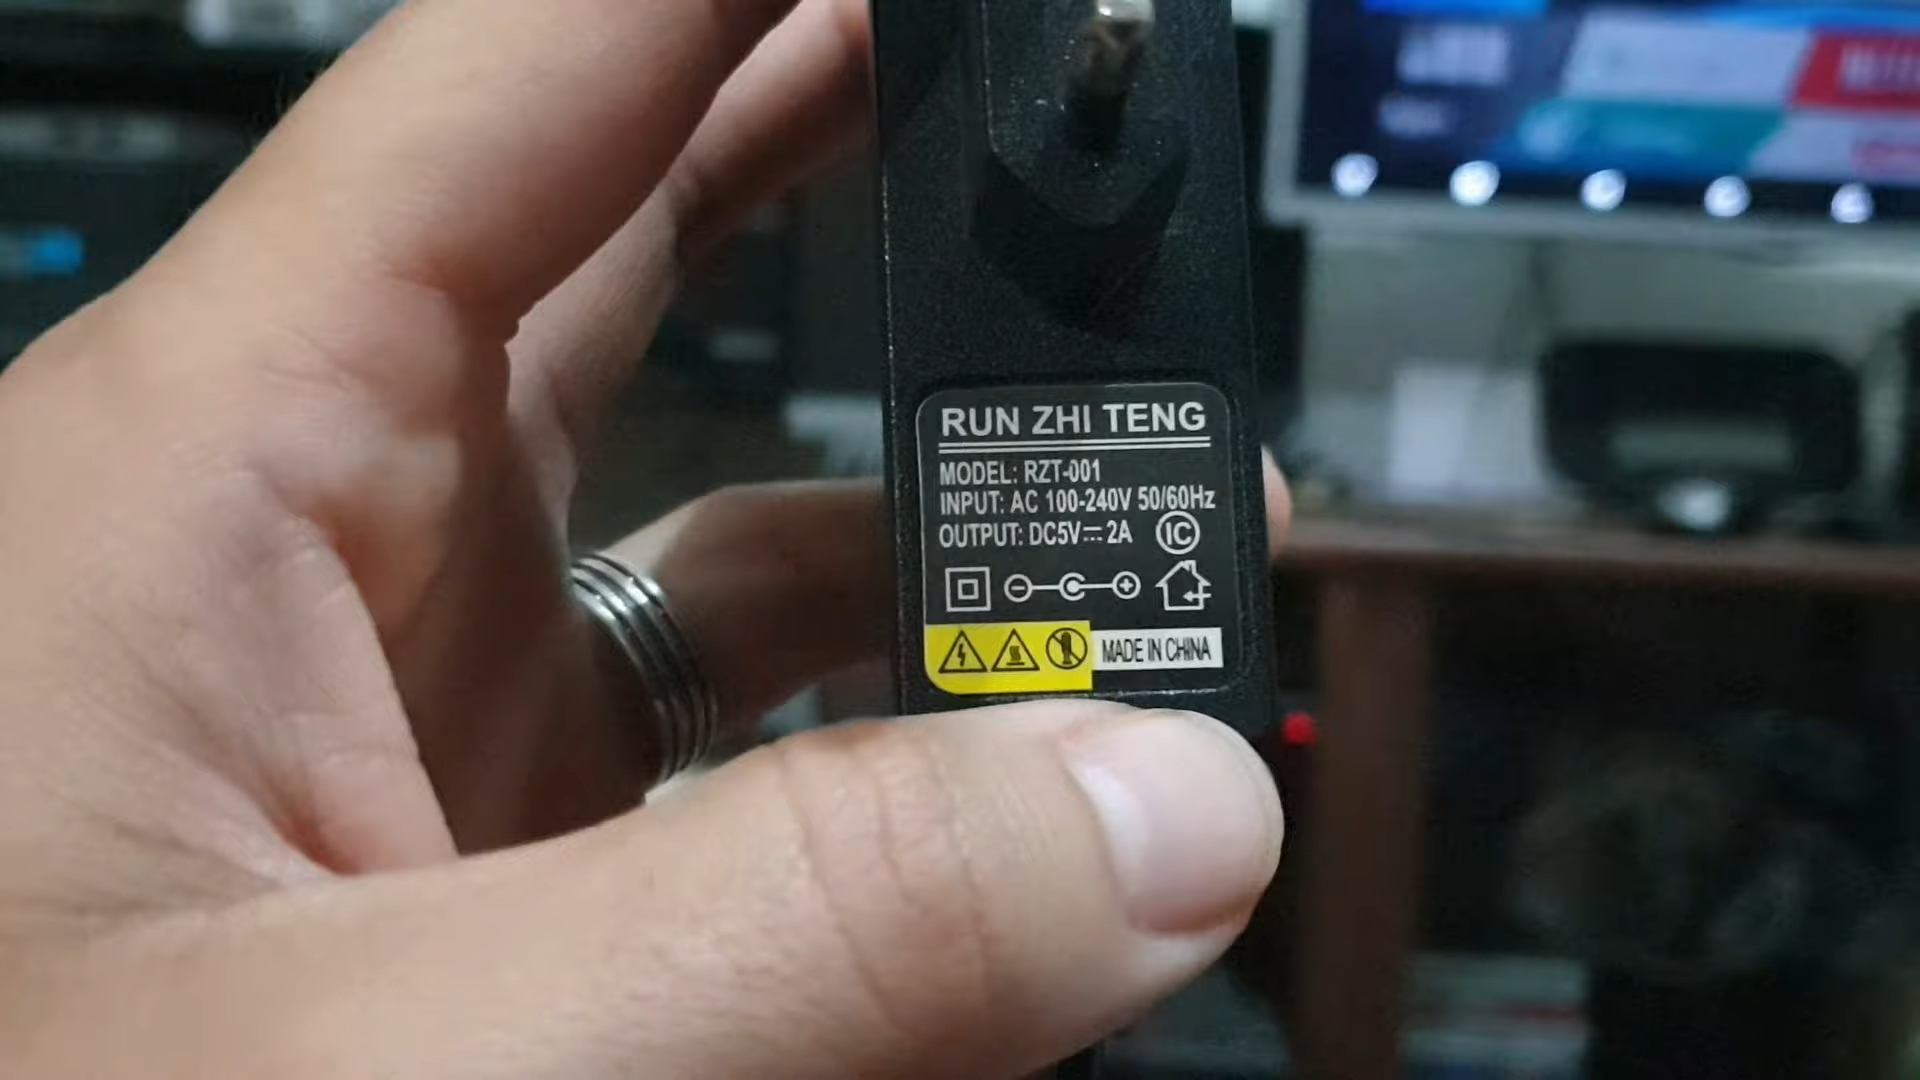 RUN ZHI TENG
MODEL: RZT-001
INPUT: AC 100-240V 50/60Hz
OUTPUT: DC5V⎓2A IC
MADE IN CHINA